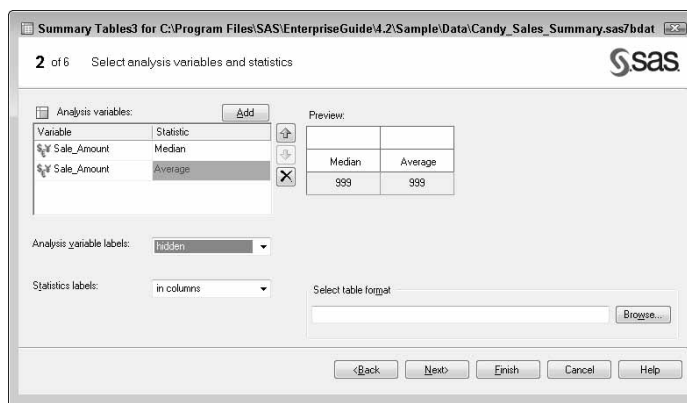 Summary Tables3 for C:\Program Files\SAS\EnterpriseGuide\4.2\Sample\Data\Candy_Sales_Summary.sas7bdat
2 of 6 Select analysis variables and statistics
sas
Analysis variables:
Add
Preview:
Variable Statistic
Sale_Amount Median
Sale_Amount Average
Median Average
999 999
Analysis variable labels: hidden
Statistics labels: in columns
Select table format
Browse...
<Back Next> Finish Cancel Help